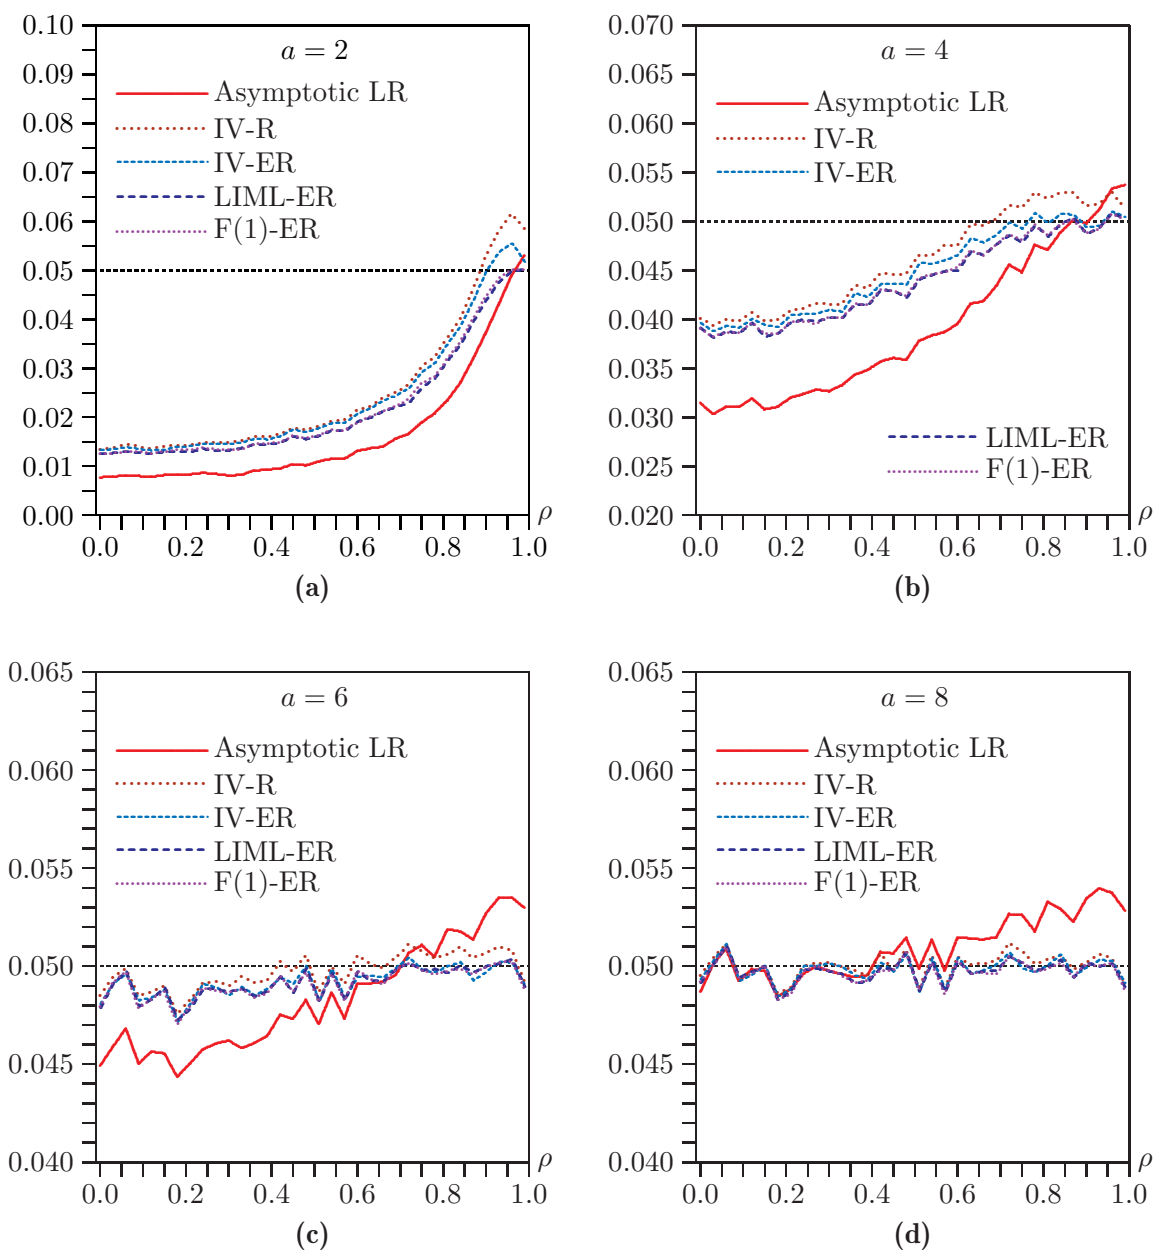 a = 2
Asymptotic LR
IV-R
IV-ER
LIML-ER
F(1)-ER
0.10
0.09
0.08
0.07
0.06
0.05
0.04
0.03
0.02
0.01
0.00
0.0 0.2 0.4 0.6 0.8 1.0
ρ
(a)
a = 4
Asymptotic LR
IV-R
IV-ER
LIML-ER
F(1)-ER
0.070
0.065
0.060
0.055
0.050
0.045
0.040
0.035
0.030
0.025
0.020
0.0 0.2 0.4 0.6 0.8 1.0
ρ
(b)
a = 6
Asymptotic LR
IV-R
IV-ER
LIML-ER
F(1)-ER
0.065
0.060
0.055
0.050
0.045
0.040
0.0 0.2 0.4 0.6 0.8 1.0
ρ
(c)
a = 8
Asymptotic LR
IV-R
IV-ER
LIML-ER
F(1)-ER
0.065
0.060
0.055
0.050
0.045
0.040
0.0 0.2 0.4 0.6 0.8 1.0
ρ
(d)